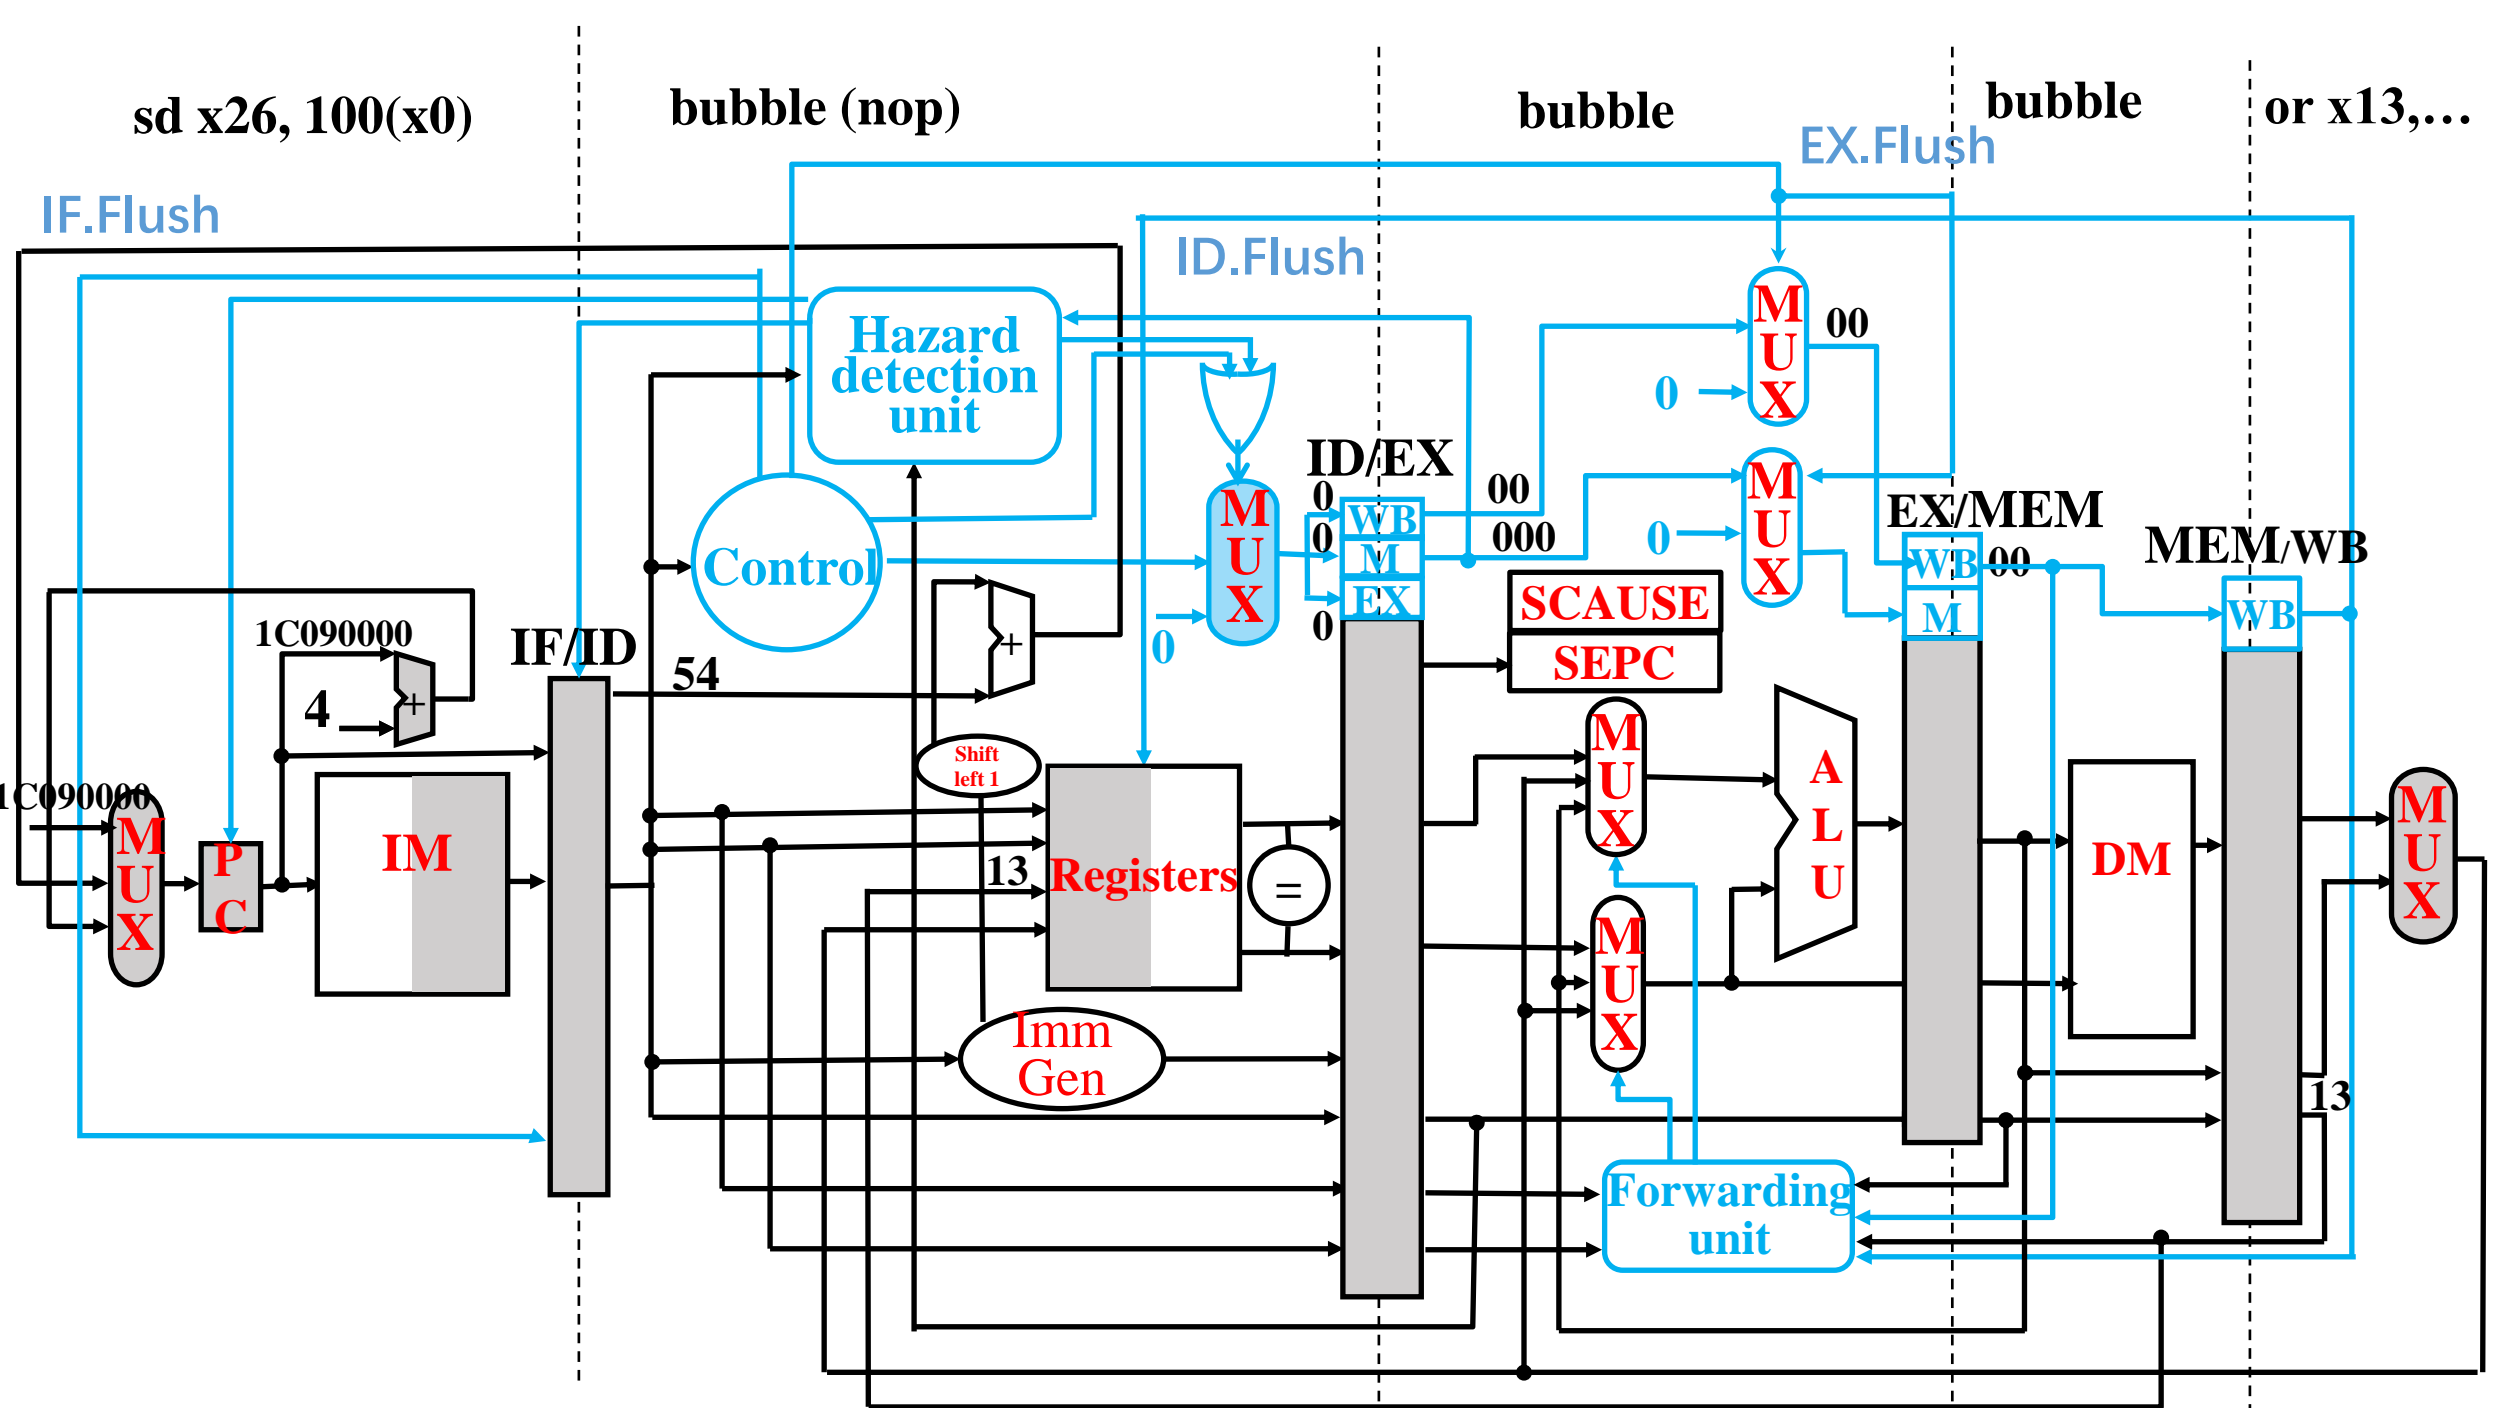 sd x26, 100(x0)
bubble (nop)
bubble
bubble
or x13,…
IF.Flush
EX.Flush
ID.Flush
Hazard
detection
unit
M
U
X
00
0
ID/EX
0
00
WB
0
000
M
EX
0
M
U
X
0
M
U
X
0
Control
Ex/MEM
WB
00
M
MEM/WB
WB
SCAUSE
SEPC
1C090000
4
+
IF/ID
54
+
Shift
left 1
1C090000
M
U
X
P
C
IM
13
Registers
=
M
U
X
M
U
X
A
L
U
DM
M
U
X
Imm
Gen
13
Forwarding
unit